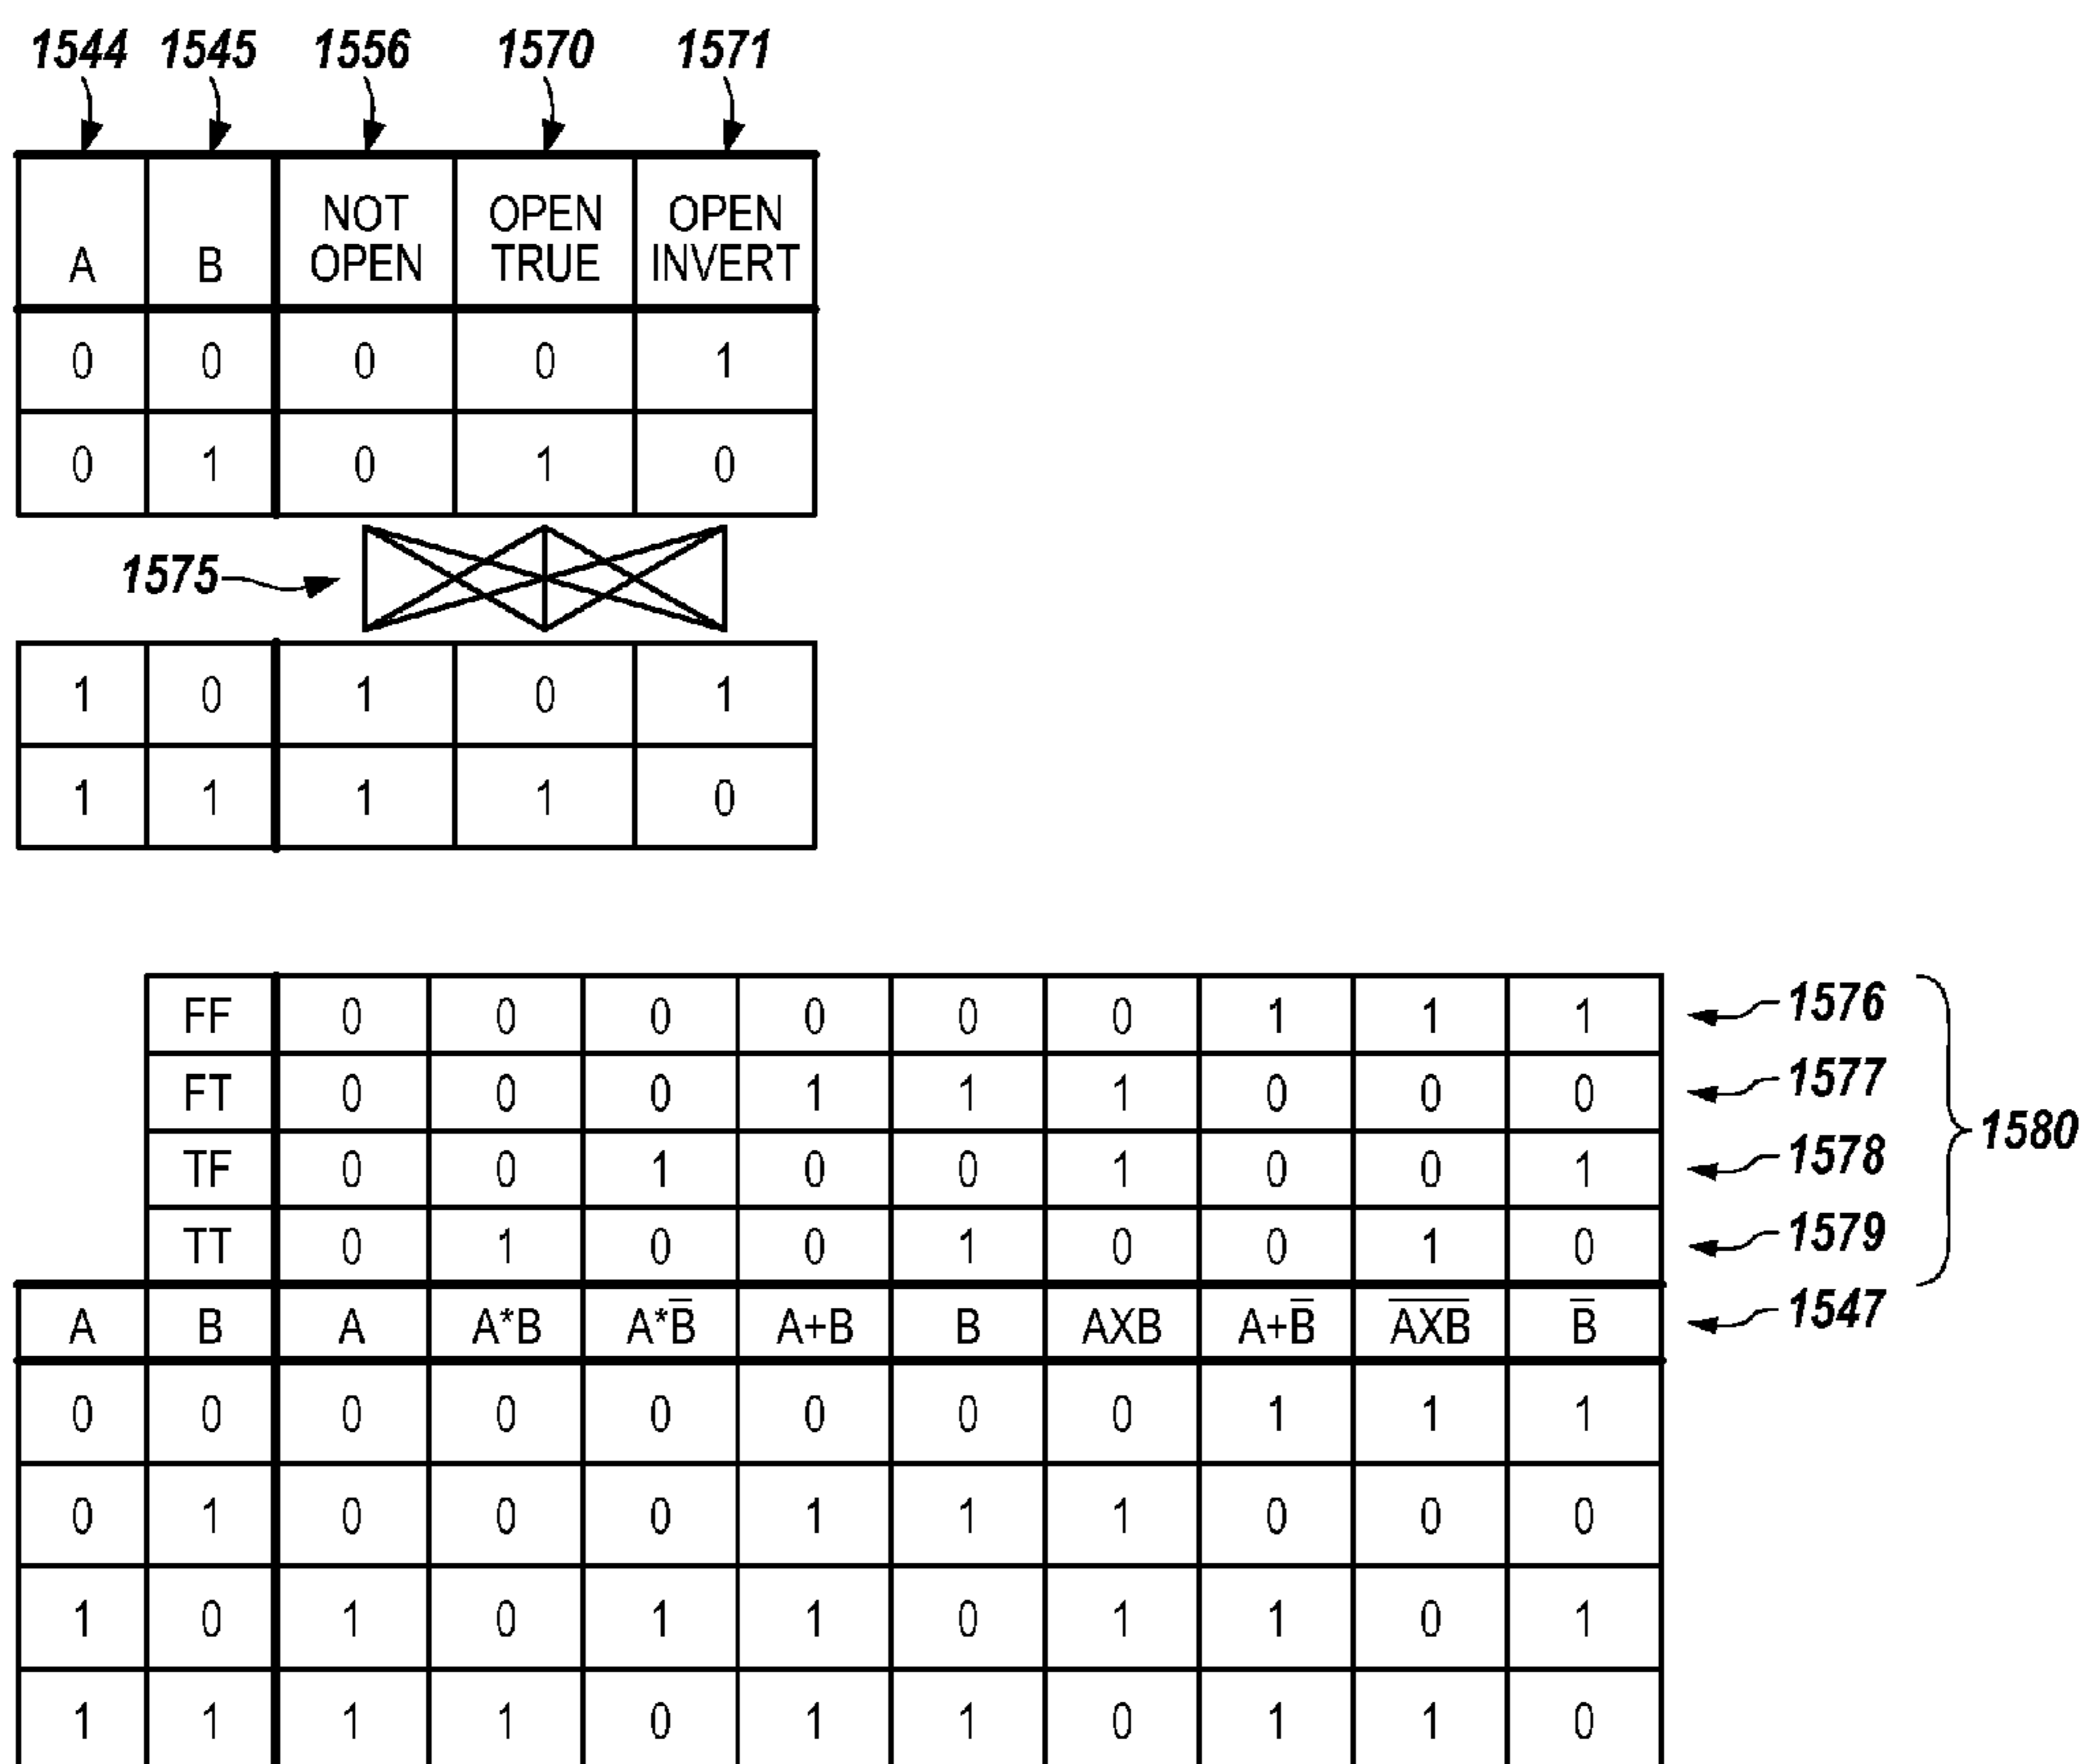 1544 1545 1556 1570 1571
A B NOT OPEN OPEN TRUE OPEN INVERT
0 0 0 0 1
0 1 0 1 0
1575
1 0 1 0 1
1 1 1 1 0
FF 0 0 0 0 0 0 1 1 1 1576
FT 0 0 0 1 1 1 0 0 0 1577
1580
TF 0 0 1 0 0 1 0 0 1 1578
TT 0 1 0 0 1 0 0 1 0 1579
A B A A*B A*B̅ A+B B AXB A+B̅ A̅X̅B̅ B̅ 1547
0 0 0 0 0 0 0 0 1 1 1
0 1 0 0 0 1 1 1 0 0 0
1 0 1 0 1 1 0 1 1 0 1
1 1 1 1 0 1 1 0 1 1 0